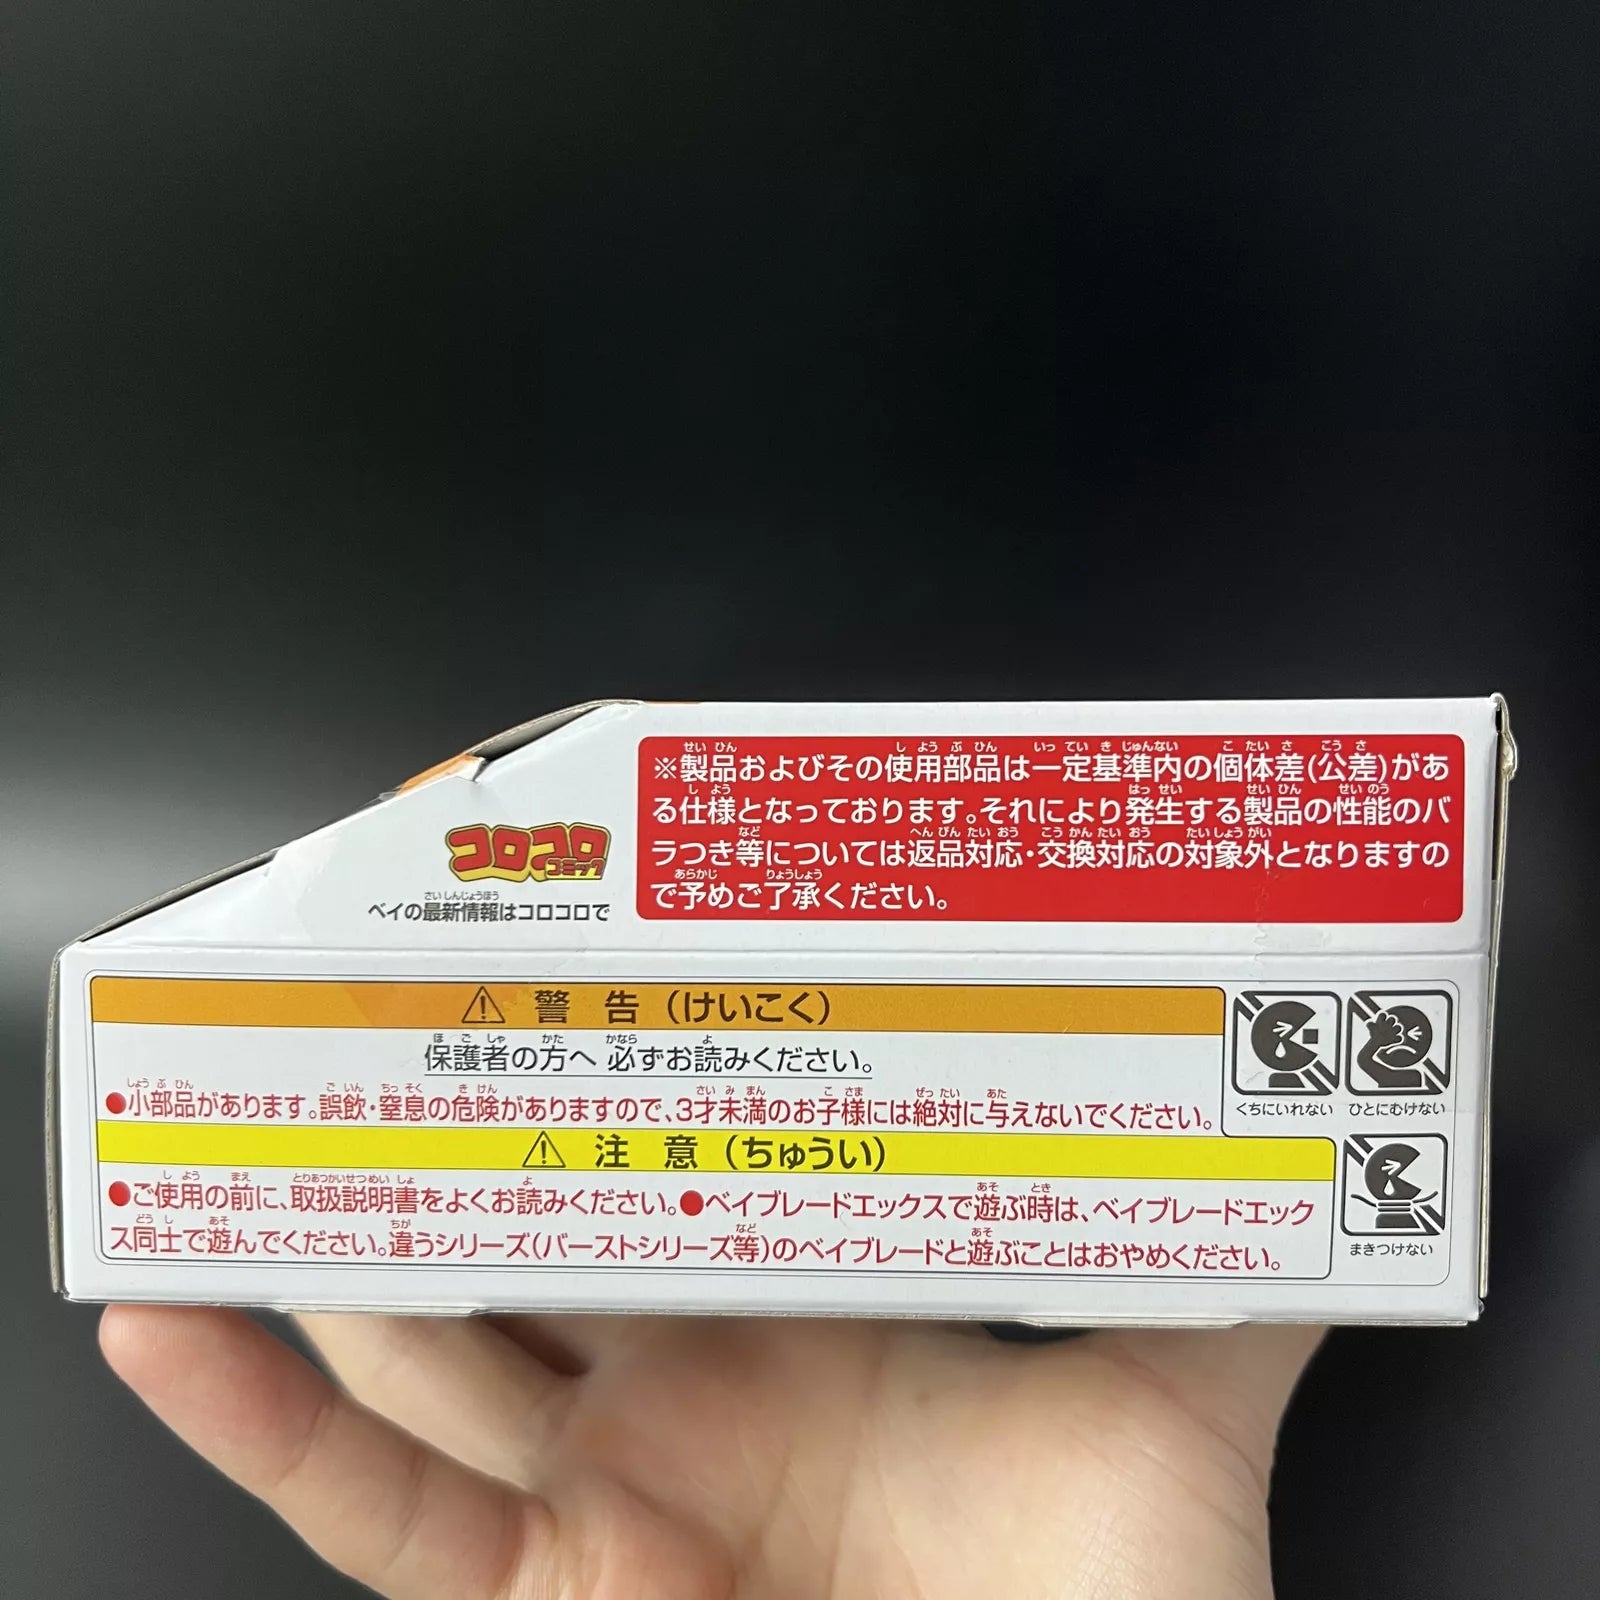 ※製品およびその使用部品は一定基準内の個体差(公差)があ
る仕様となっております。それにより発生する製品の性能のバ
ラつき等については返品対応・交換対応の対象外となりますの
で予めご了承ください。
コロコロ
コミック
ベイの最新情報はコロコロで
⚠ 警告（けいこく）
保護者の方へ 必ずお読みください。
●小部品があります。誤飲・窒息の危険がありますので、3才未満のお子様には絶対に与えないでください。
⚠ 注意（ちゅうい）
●ご使用の前に、取扱説明書をよくお読みください。●ベイブレードエックスで遊ぶ時は、ベイブレードエック
ス同士で遊んでください。違うシリーズ(バーストシリーズ等)のベイブレードと遊ぶことはおやめください。
くちにいれない
ひとにむけない
まきつけない